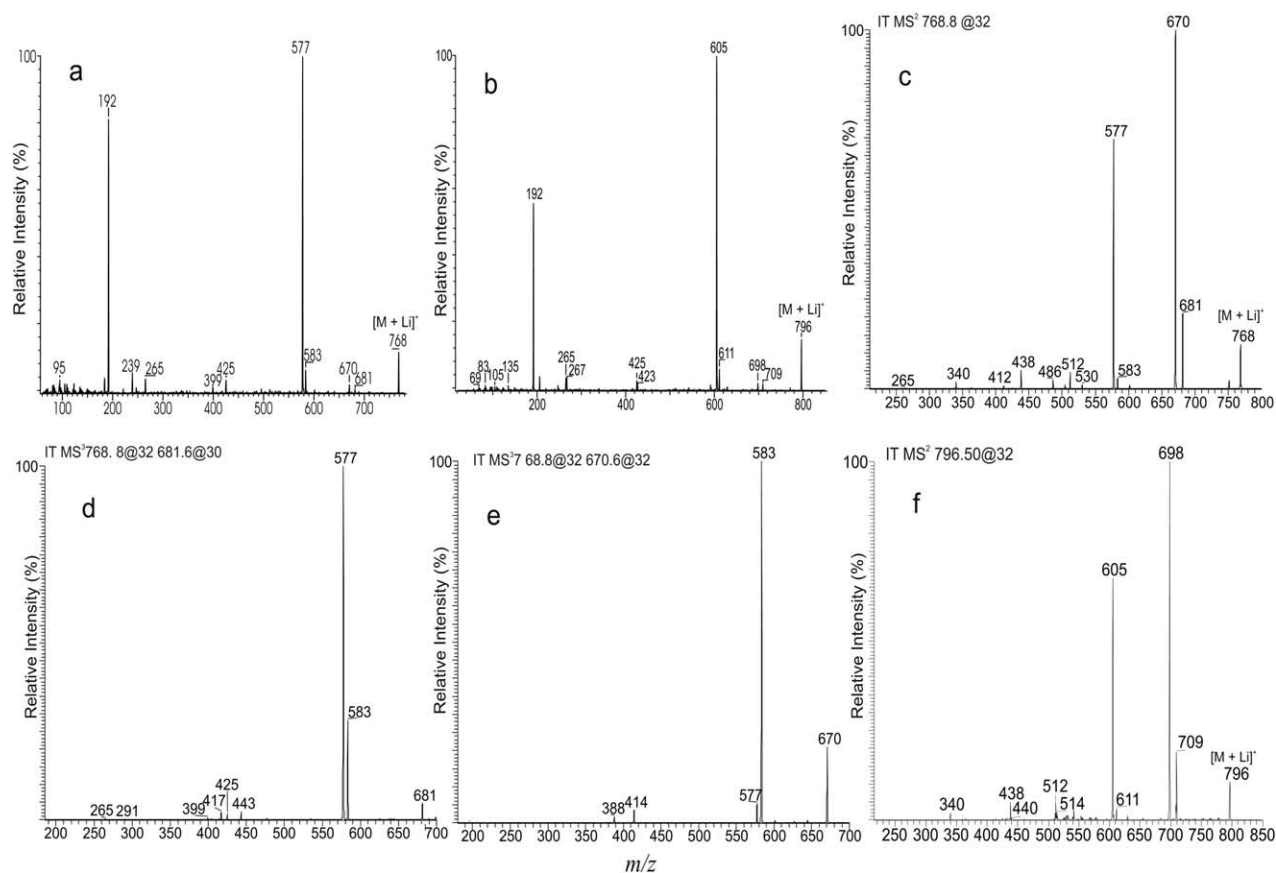 a
Relative Intensity (%)
100
192
577
[M + Li]+
768
95
239
265
399
425
583
670
681
100 200 300 400 500 600 700
b
Relative Intensity (%)
100
605
192
[M + Li]+
796
69
83
105
135
265
267
425
423
611
698
709
200 400 600 800
IT MS2 768.8 @32
c
Relative Intensity (%)
100
670
577
681
[M + Li]+
768
265
340
412
438
486
512
530
583
250 300 350 400 450 500 550 600 650 700 750 800
IT MS3768. 8@32 681.6@30
d
Relative Intensity (%)
100
577
583
265 291
399
417
425
443
681
200 250 300 350 400 450 500 550 600 650 700
IT MS37 68.8@32 670.6@32
e
Relative Intensity (%)
100
583
670
388
414
577
200 250 300 350 400 450 500 550 600 650 700
IT MS2 796.50@32
f
Relative Intensity (%)
100
698
605
709
[M + Li]+
796
340
438
440
512
514
611
250 300 350 400 450 500 550 600 650 700 750 800 850
m/z